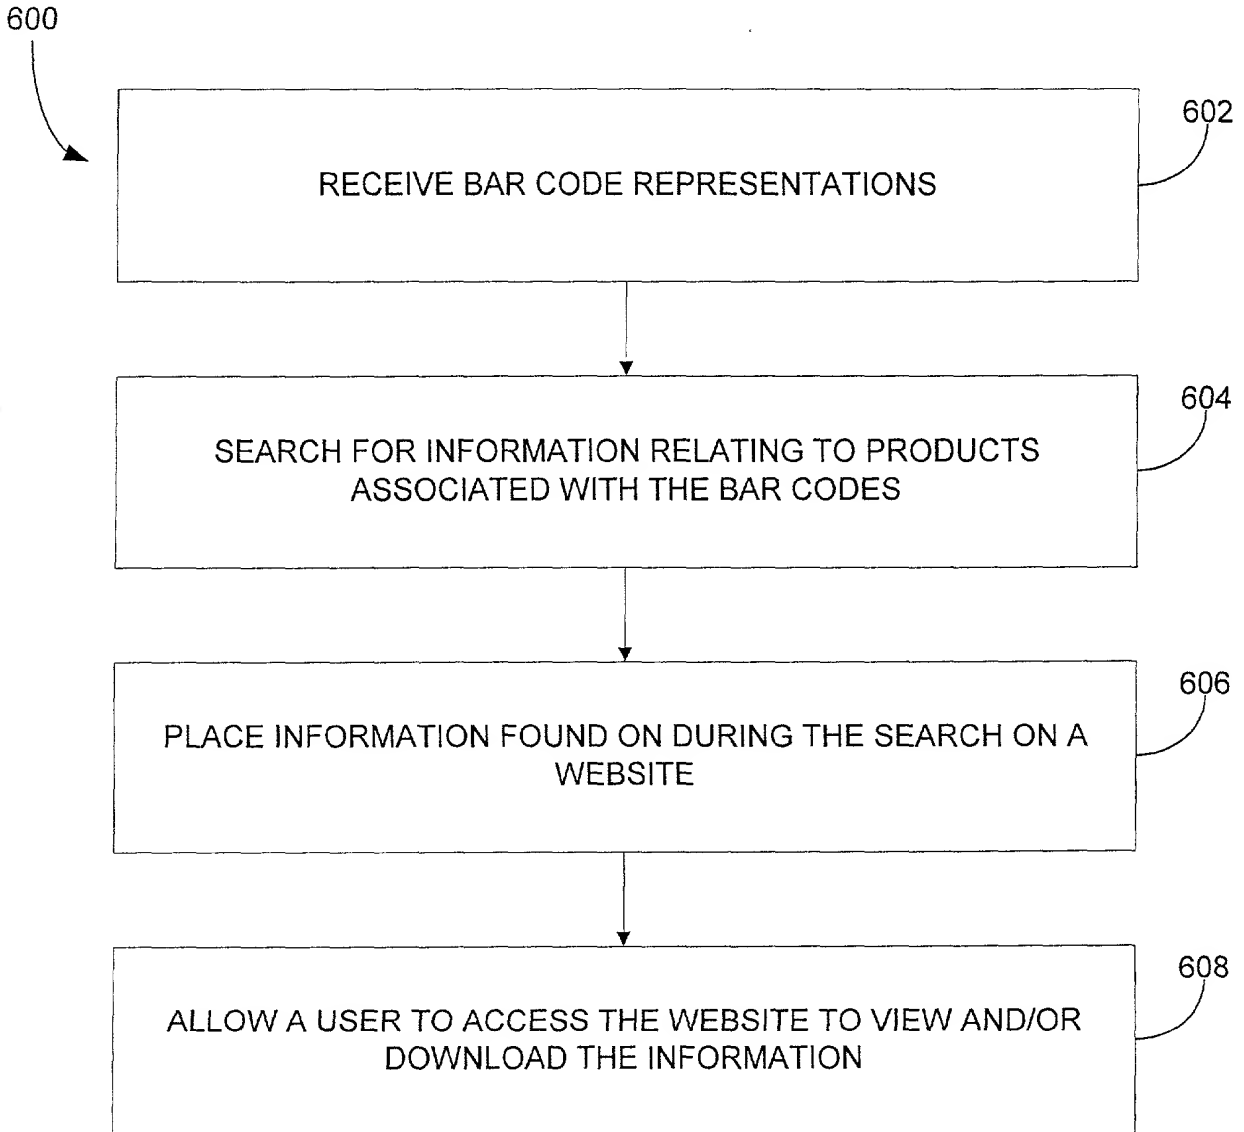 600
602
RECEIVE BAR CODE REPRESENTATIONS
604
SEARCH FOR INFORMATION RELATING TO PRODUCTS
ASSOCIATED WITH THE BAR CODES
606
PLACE INFORMATION FOUND ON DURING THE SEARCH ON A
WEBSITE
608
ALLOW A USER TO ACCESS THE WEBSITE TO VIEW AND/OR
DOWNLOAD THE INFORMATION